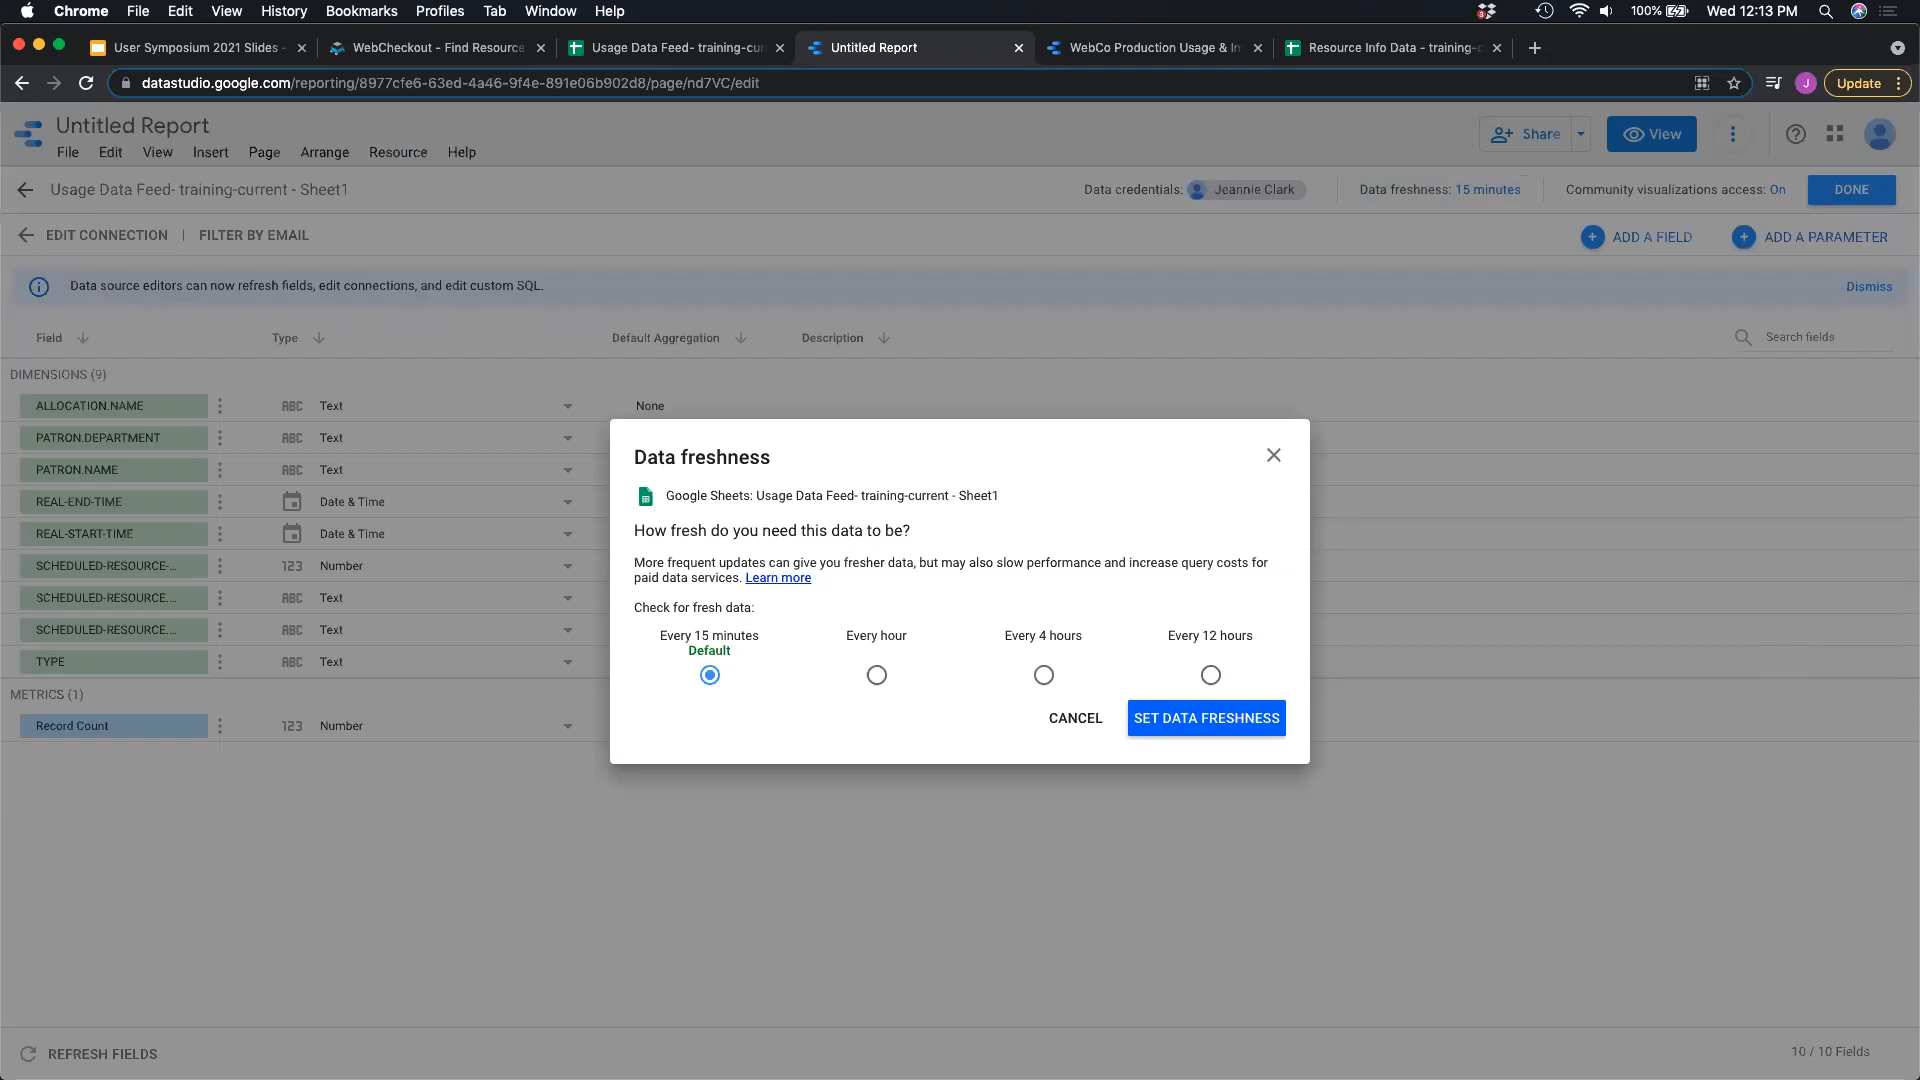 Chrome File Edit View History Bookmarks Profiles Tab Window Help 3 100% Wed 12:13 PM
User Symposium 2021 Slides - WebCheckout - Find Resource Usage Data Feed- training-cur Untitled Report WebCo Production Usage & In Resource Info Data - training-c
datastudio.google.com/reporting/8977cfe6-63ed-4a46-9f4e-891e06b902d8/page/nd7VC/edit J Update
Untitled Report
Share View
File Edit View Insert Page Arrange Resource Help
Usage Data Feed- training-current - Sheet1 Data credentials: Jeannie Clark Data freshness: 15 minutes Community visualizations access: On DONE
EDIT CONNECTION | FILTER BY EMAIL ADD A FIELD ADD A PARAMETER
Data source editors can now refresh fields, edit connections, and edit custom SQL. Dismiss
Field Type Default Aggregation Description Search fields
DIMENSIONS (9)
ALLOCATION.NAME ABC Text None
PATRON.DEPARTMENT ABC Text
PATRON.NAME ABC Text
REAL-END-TIME Date & Time
REAL-START-TIME Date & Time
SCHEDULED-RESOURCE-... 123 Number
SCHEDULED-RESOURCE.... ABC Text
SCHEDULED-RESOURCE.... ABC Text
TYPE ABC Text
METRICS (1)
Record Count 123 Number
Data freshness
Google Sheets: Usage Data Feed- training-current - Sheet1
How fresh do you need this data to be?
More frequent updates can give you fresher data, but may also slow performance and increase query costs for
paid data services. Learn more
Check for fresh data:
Every 15 minutes Every hour Every 4 hours Every 12 hours
Default
CANCEL SET DATA FRESHNESS
REFRESH FIELDS 10 / 10 Fields